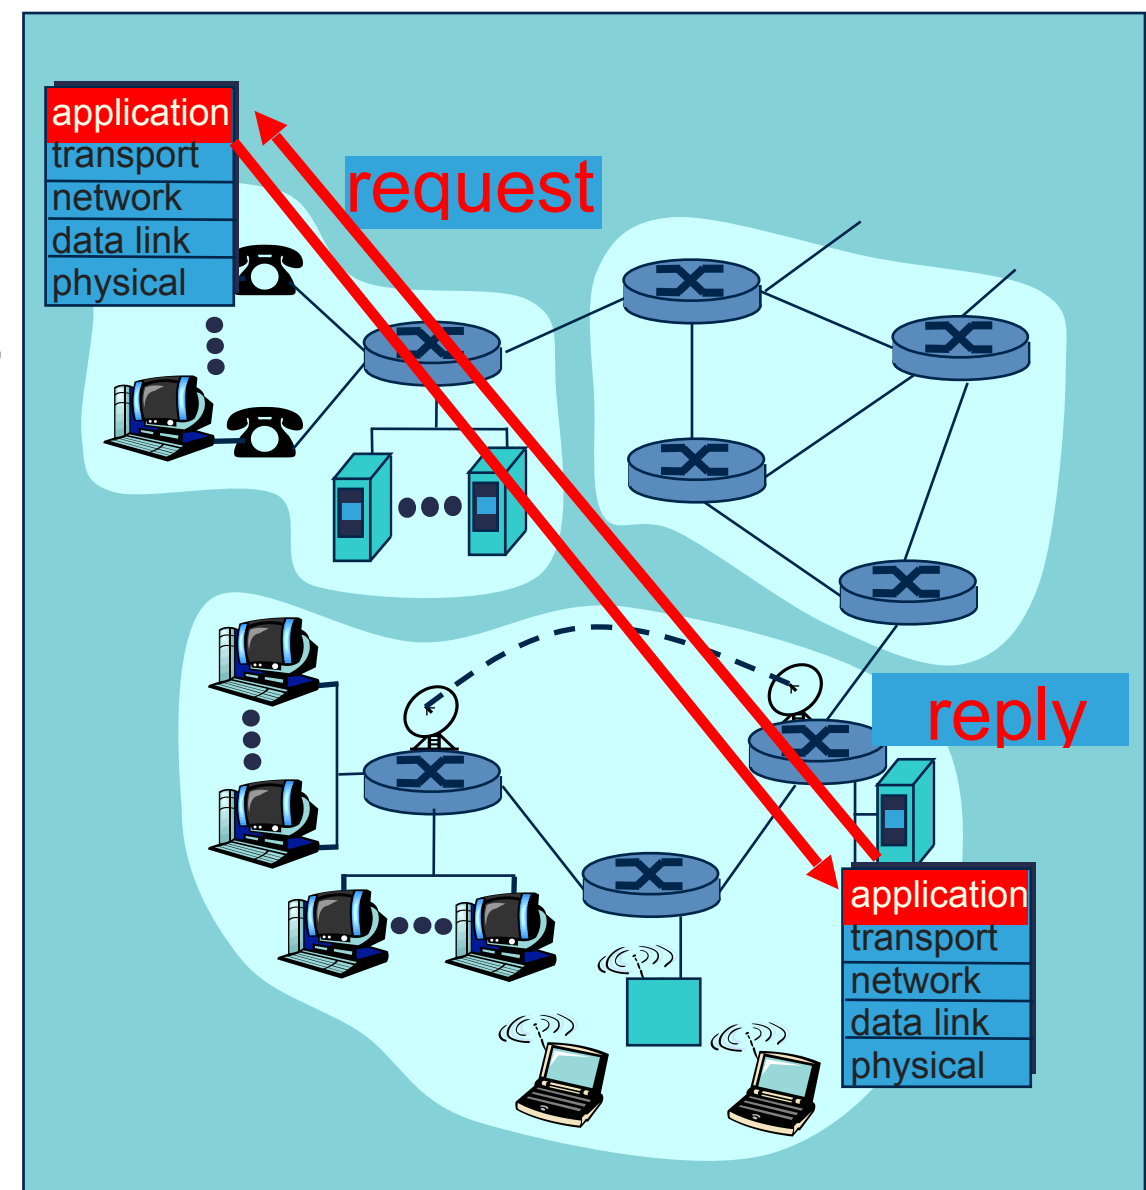 application
transport
network
data link
physical
request
reply
application
transport
network
data link
physical